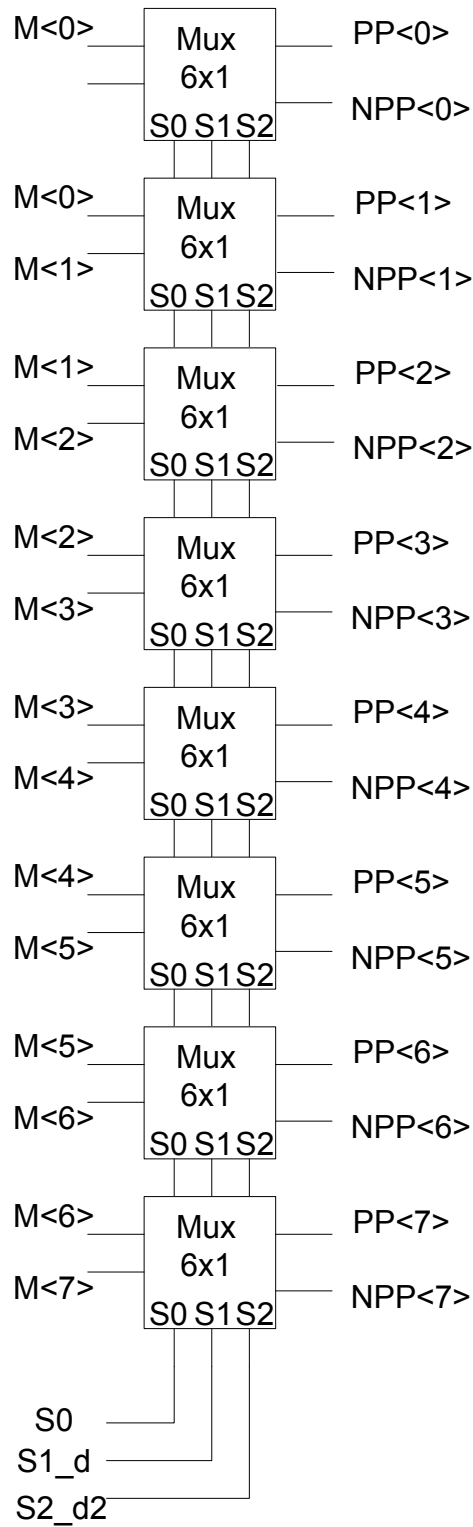 M<0> Mux PP<0>
6x1
NPP<0>
S0 S1 S2
M<0> Mux PP<1>
6x1
M<1> NPP<1>
S0 S1 S2
M<1> Mux PP<2>
6x1
M<2> NPP<2>
S0 S1 S2
M<2> Mux PP<3>
6x1
M<3> NPP<3>
S0 S1 S2
M<3> Mux PP<4>
6x1
M<4> NPP<4>
S0 S1 S2
M<4> Mux PP<5>
6x1
M<5> NPP<5>
S0 S1 S2
M<5> Mux PP<6>
6x1
M<6> NPP<6>
S0 S1 S2
M<6> Mux PP<7>
6x1
M<7> NPP<7>
S0 S1 S2
S0
S1_d
S2_d2